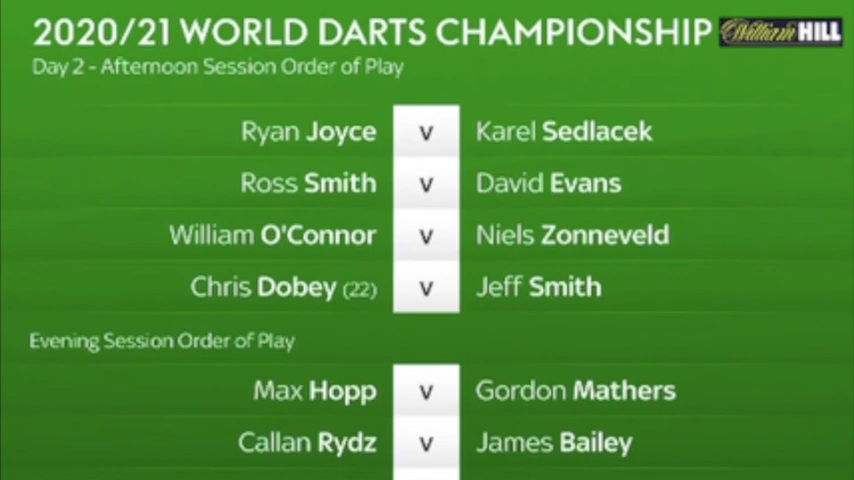 2020/21 WORLD DARTS CHAMPIONSHIP William HILL
Day 2 - Afternoon Session Order of Play
Ryan Joyce v Karel Sedlacek
Ross Smith v David Evans
William O'Connor v Niels Zonneveld
Chris Dobey (22) v Jeff Smith
Evening Session Order of Play
Max Hopp v Gordon Mathers
Callan Rydz v James Bailey